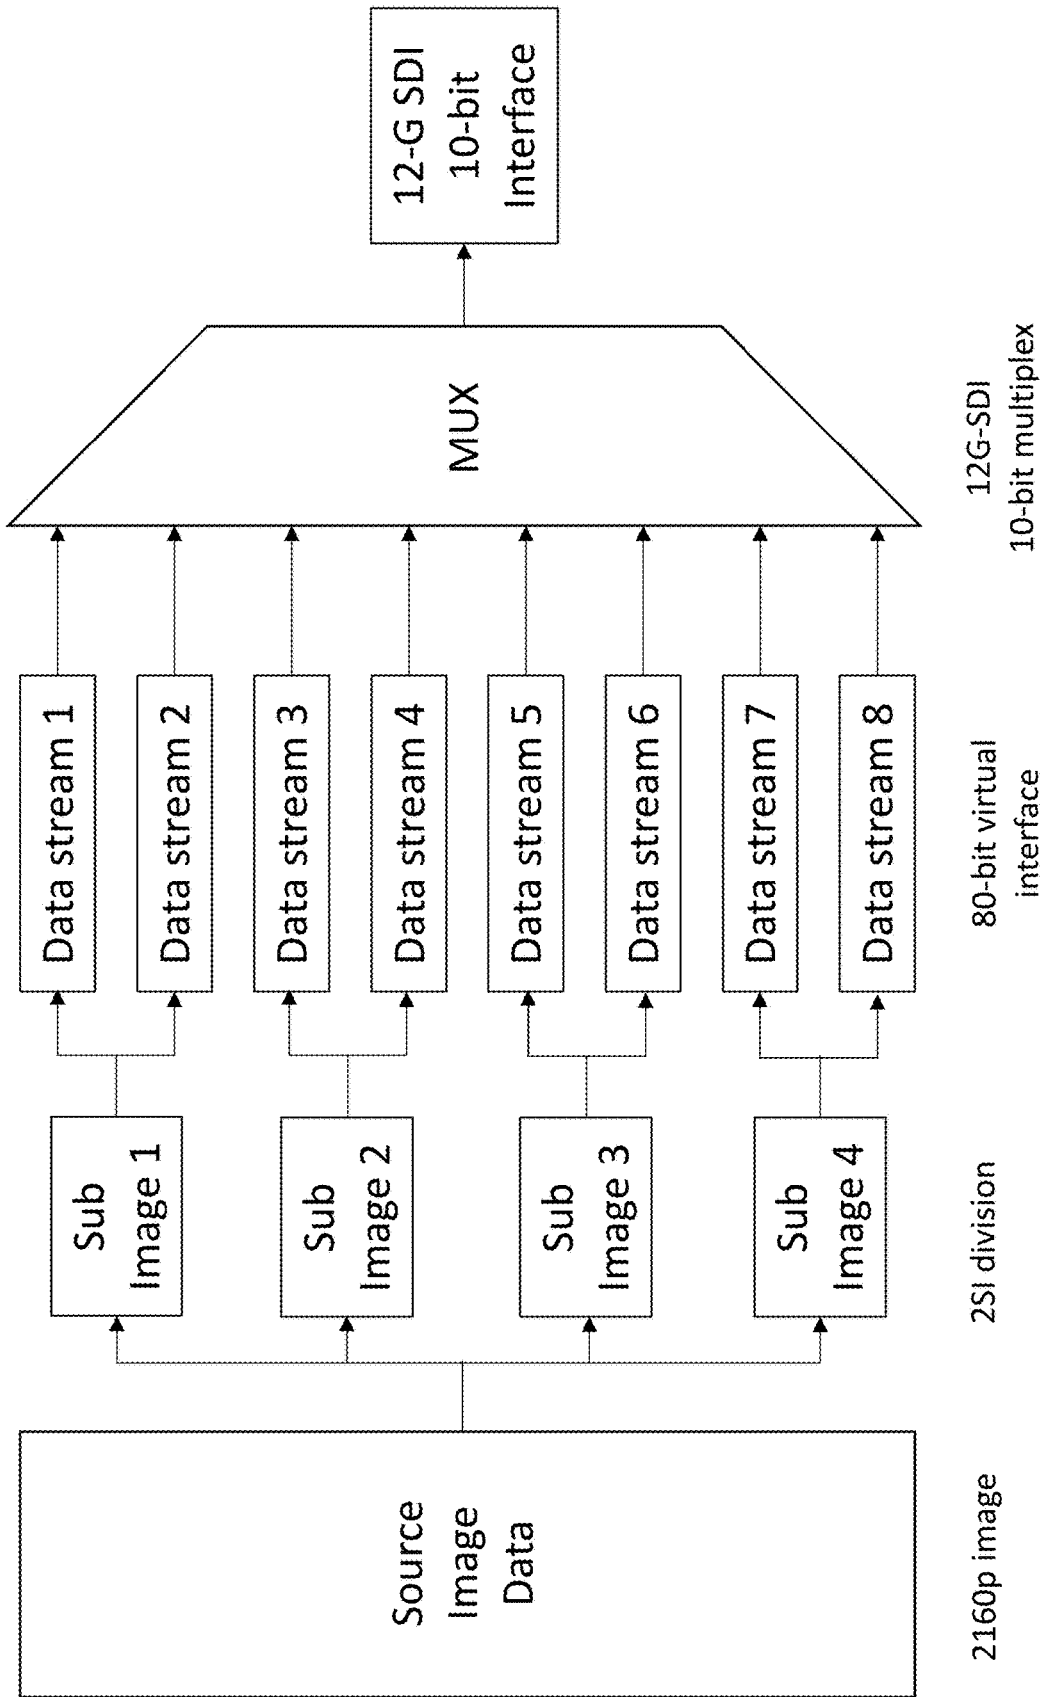 Source
Image
Data
2160p image
Sub
Image 1
Sub
Image 2
Sub
Image 3
Sub
Image 4
2SI division
Data stream 1
Data stream 2
Data stream 3
Data stream 4
Data stream 5
Data stream 6
Data stream 7
Data stream 8
80-bit virtual
interface
MUX
12G-SDI
10-bit multiplex
12-G SDI
10-bit
Interface